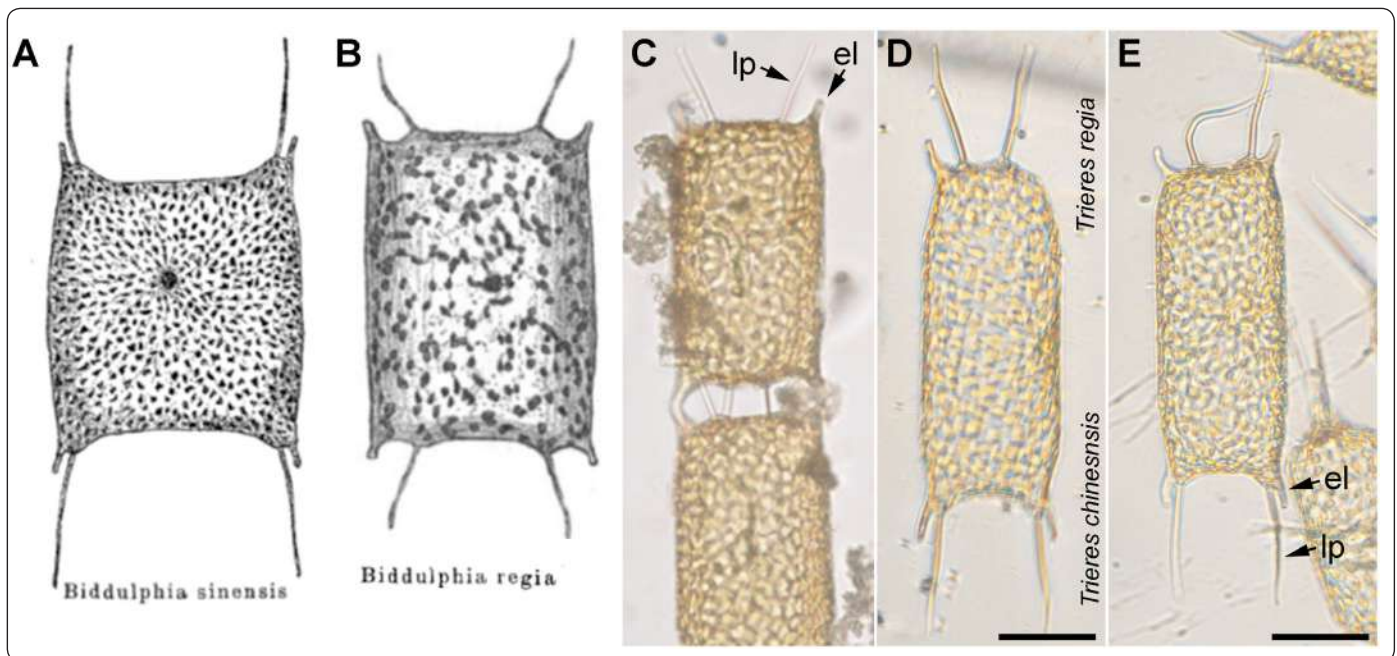 A
B
C
D
E
lp
el
Trieres regia
Trieres chinesnsis
el
lp
Biddulphia sinensis
Biddulphia regia